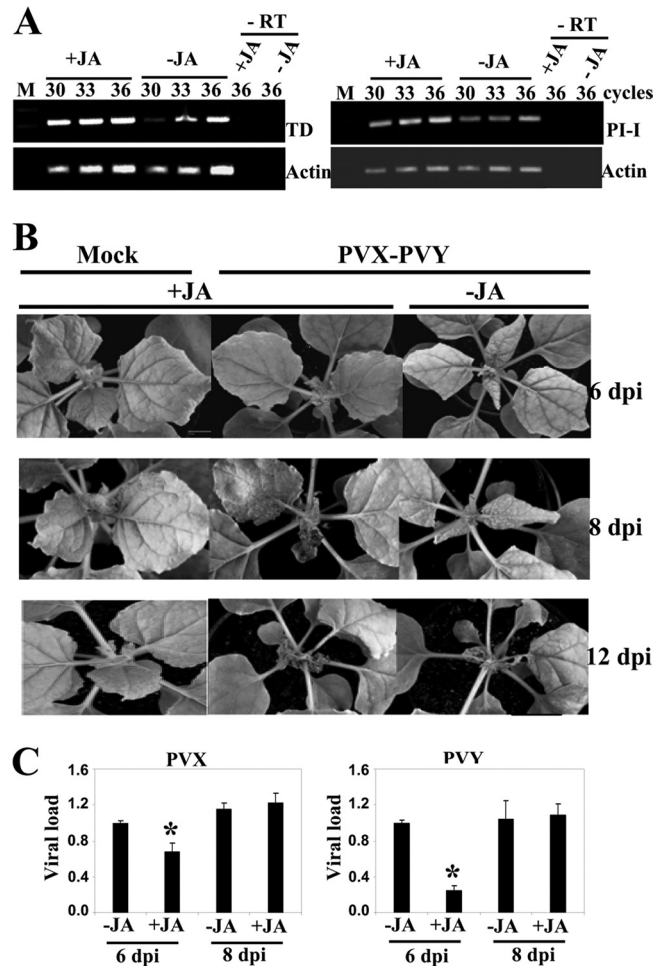 A
- RT
+JA -JA +JA - JA
M 30 33 36 30 33 36 36 36
TD
Actin
- RT
+JA -JA +JA - JA
M 30 33 36 30 33 36 36 36 cycles
PI-I
Actin
B
Mock PVX-PVY
+JA -JA
6 dpi
8 dpi
12 dpi
C
PVX
Viral load
1.6
1.2
0.8
0.4
0.0
*
-JA +JA -JA +JA
6 dpi 8 dpi
PVY
Viral load
1.6
1.2
0.8
0.4
0.0
*
-JA +JA -JA +JA
6 dpi 8 dpi